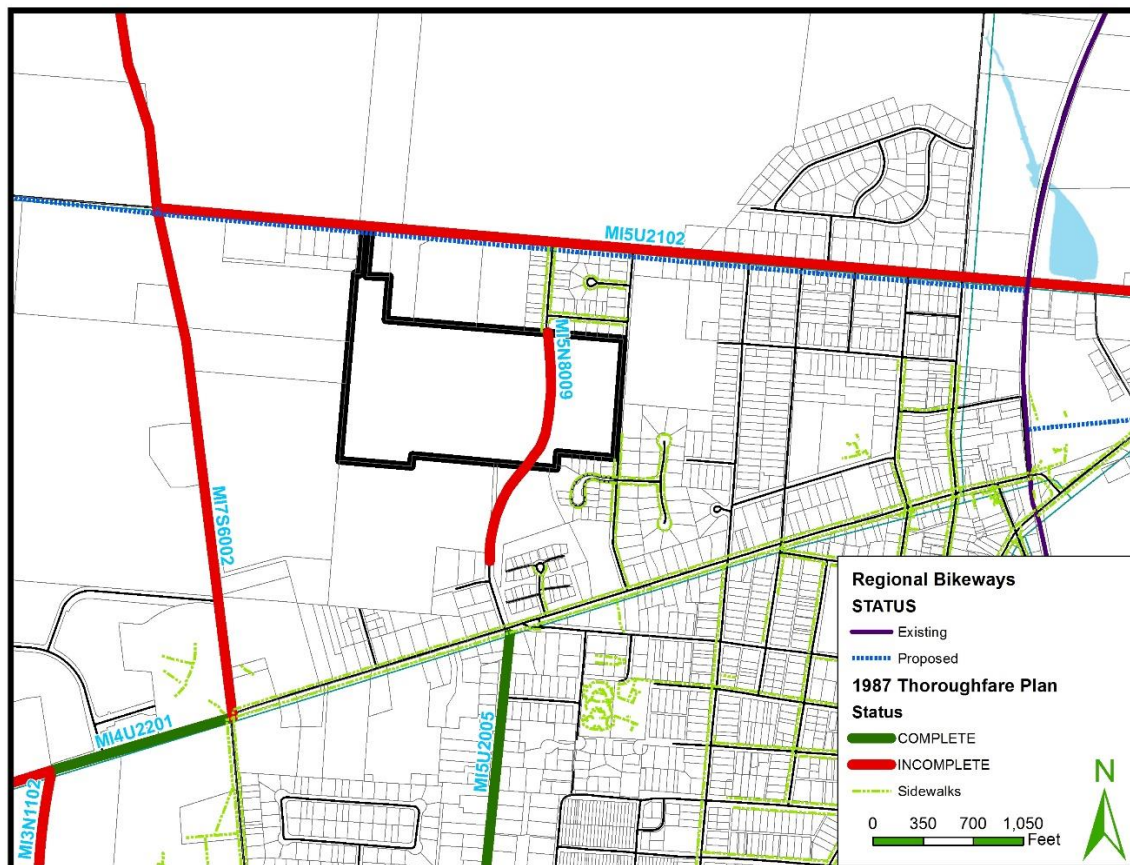 MI5U2102
MI5N8009
MI7S6002
MI4U2201
MI5U2005
MI3N1102
Regional Bikeways
STATUS
Existing
Proposed
1987 Thoroughfare Plan
Status
COMPLETE
INCOMPLETE
Sidewalks
N
0 350 700 1,050
Feet